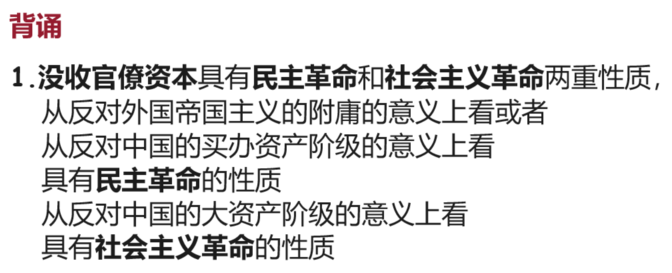 背诵
1.没收官僚资本具有民主革命和社会主义革命两重性质，
从反对外国帝国主义的附庸的意义上看或者
从反对中国的买办资产阶级的意义上看
具有民主革命的性质
从反对中国的大资产阶级的意义上看
具有社会主义革命的性质